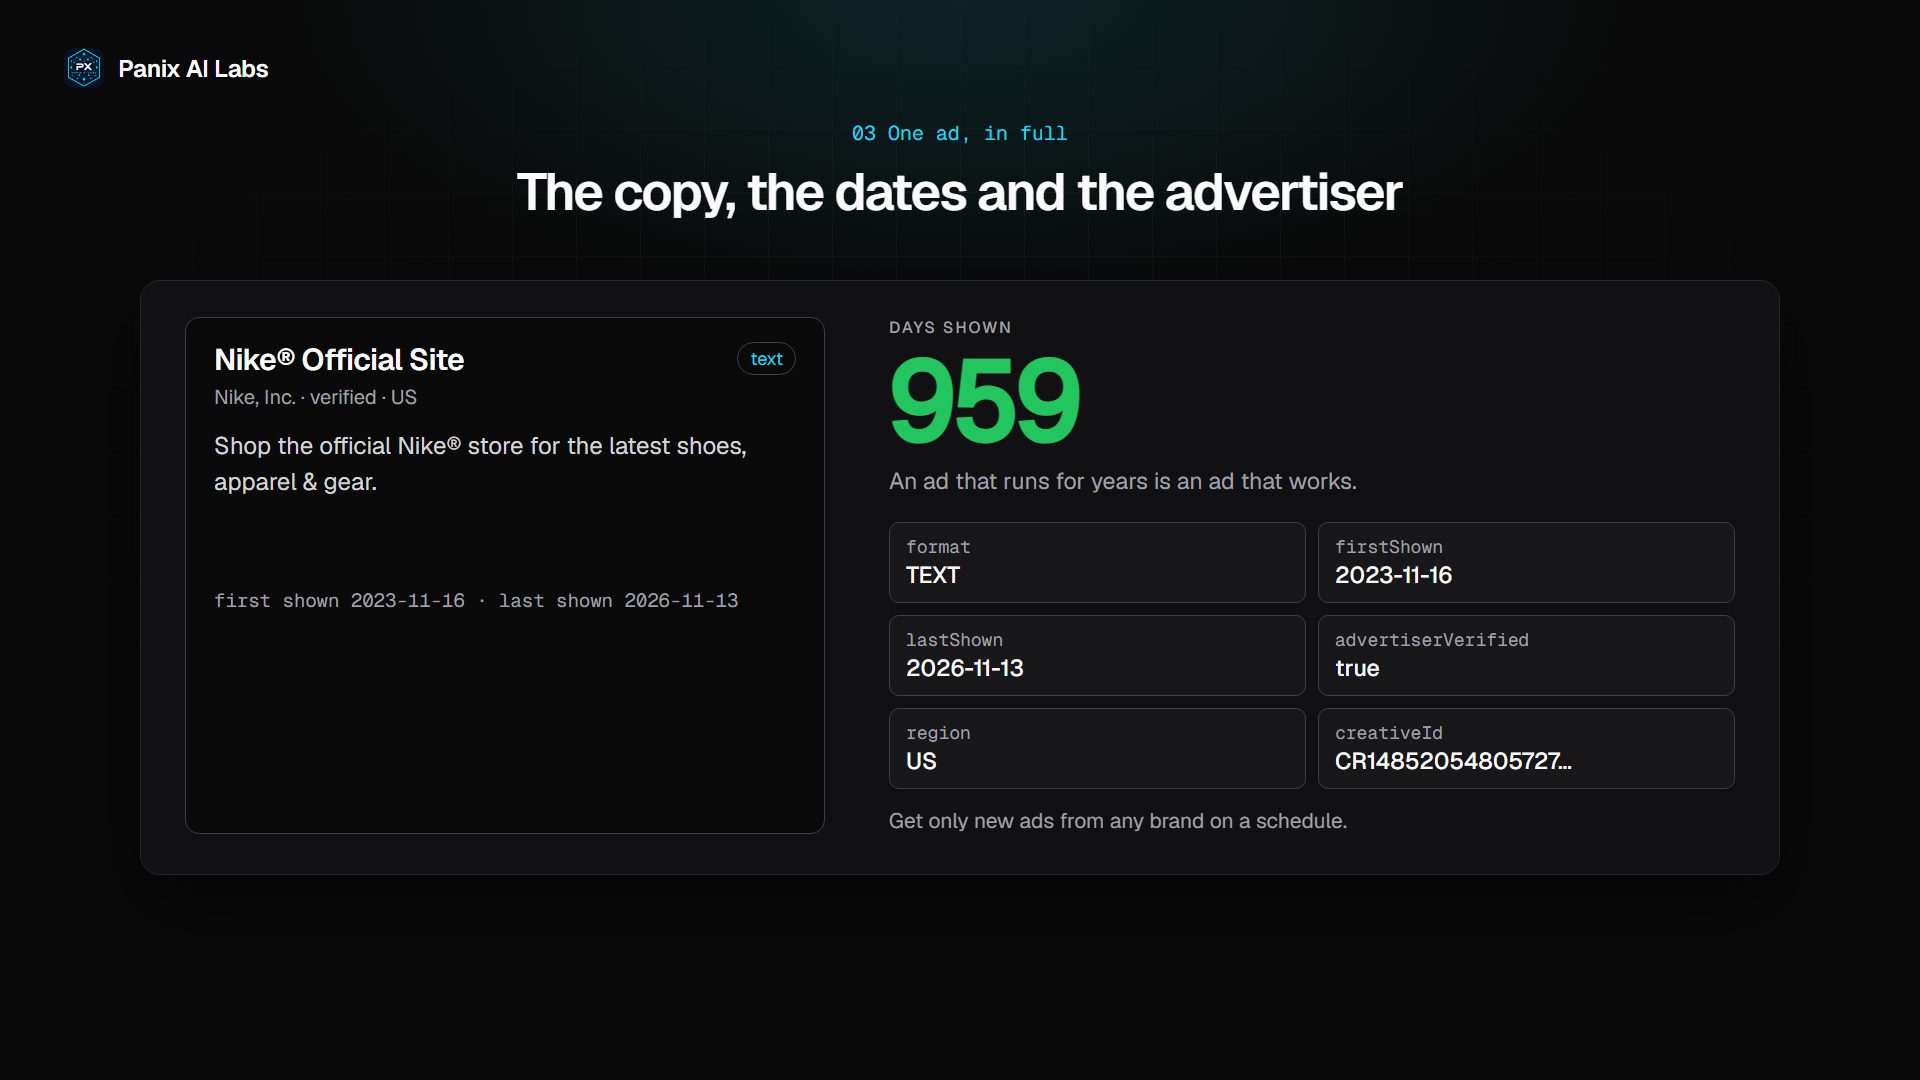 PX
Panix AI Labs
03 One ad, in full
The copy, the dates and the advertiser
Nike® Official Site
text
Nike, Inc. · verified · US
Shop the official Nike® store for the latest shoes,
apparel & gear.
first shown 2023-11-16 · last shown 2026-11-13
DAYS SHOWN
959
An ad that runs for years is an ad that works.
format
TEXT
firstShown
2023-11-16
lastShown
2026-11-13
advertiserVerified
true
region
US
creativeId
CR14852054805727...
Get only new ads from any brand on a schedule.